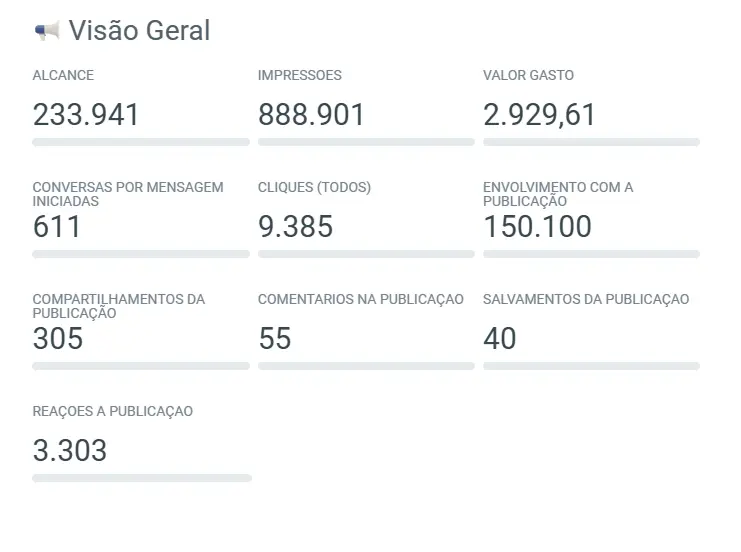 Visão Geral
ALCANCE
IMPRESSOES
VALOR GASTO
233.941
888.901
2.929,61
CONVERSAS POR MENSAGEM
INICIADAS
CLIQUES (TODOS)
ENVOLVIMENTO COM A
PUBLICAÇÃO
611
9.385
150.100
COMPARTILHAMENTOS DA
PUBLICAÇÃO
COMENTARIOS NA PUBLICAÇAO
SALVAMENTOS DA PUBLICAÇAO
305
55
40
REAÇOES A PUBLICAÇAO
3.303